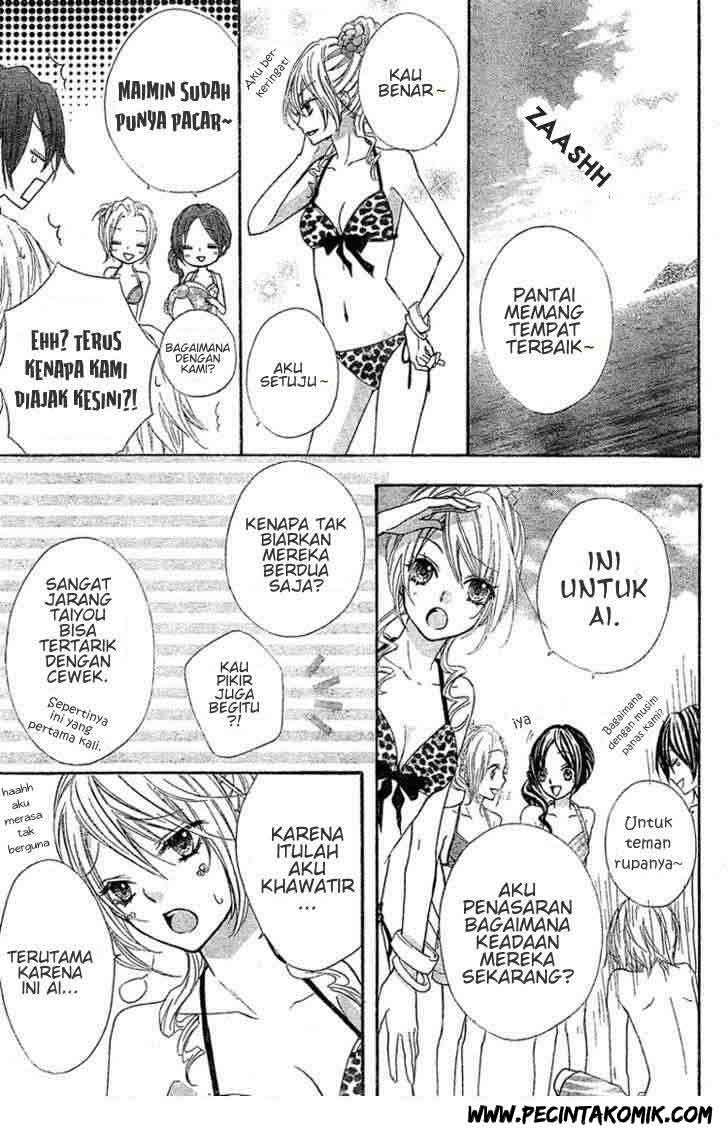 ZAASHH
PANTAI
MEMANG
TEMPAT
TERBAIK~
KAU
BENAR~
Aku ber-
keringat!
AKU
SETUJU~
MAIMIN SUDAH
PUNYA PACAR~
BAGAIMANA
DENGAN
KAMI?
EHH? TERUS
KENAPA KAMI
DIAJAK KESINI?!
INI
UNTUK
AI.
Bagaimana
dengan musim
panas kami?
iya
Untuk
teman
rupanya~
AKU
PENASARAN
BAGAIMANA
KEADAAN
MEREKA
SEKARANG?
KENAPA TAK
BIARKAN
MEREKA
BERDUA
SAJA?
KAU
PIKIR
JUGA
BEGITU
?!
SANGAT
JARANG
TAIYOU
BISA
TERTARIK
DENGAN
CEWEK.
Sepertinya
ini yang
pertama kali.
KARENA
ITULAH
AKU
KHAWATIR
...
haahh
aku
merasa
tak
berguna
TERUTAMA
KARENA
INI AI...
WWW.PECINTAKOMIK.COM